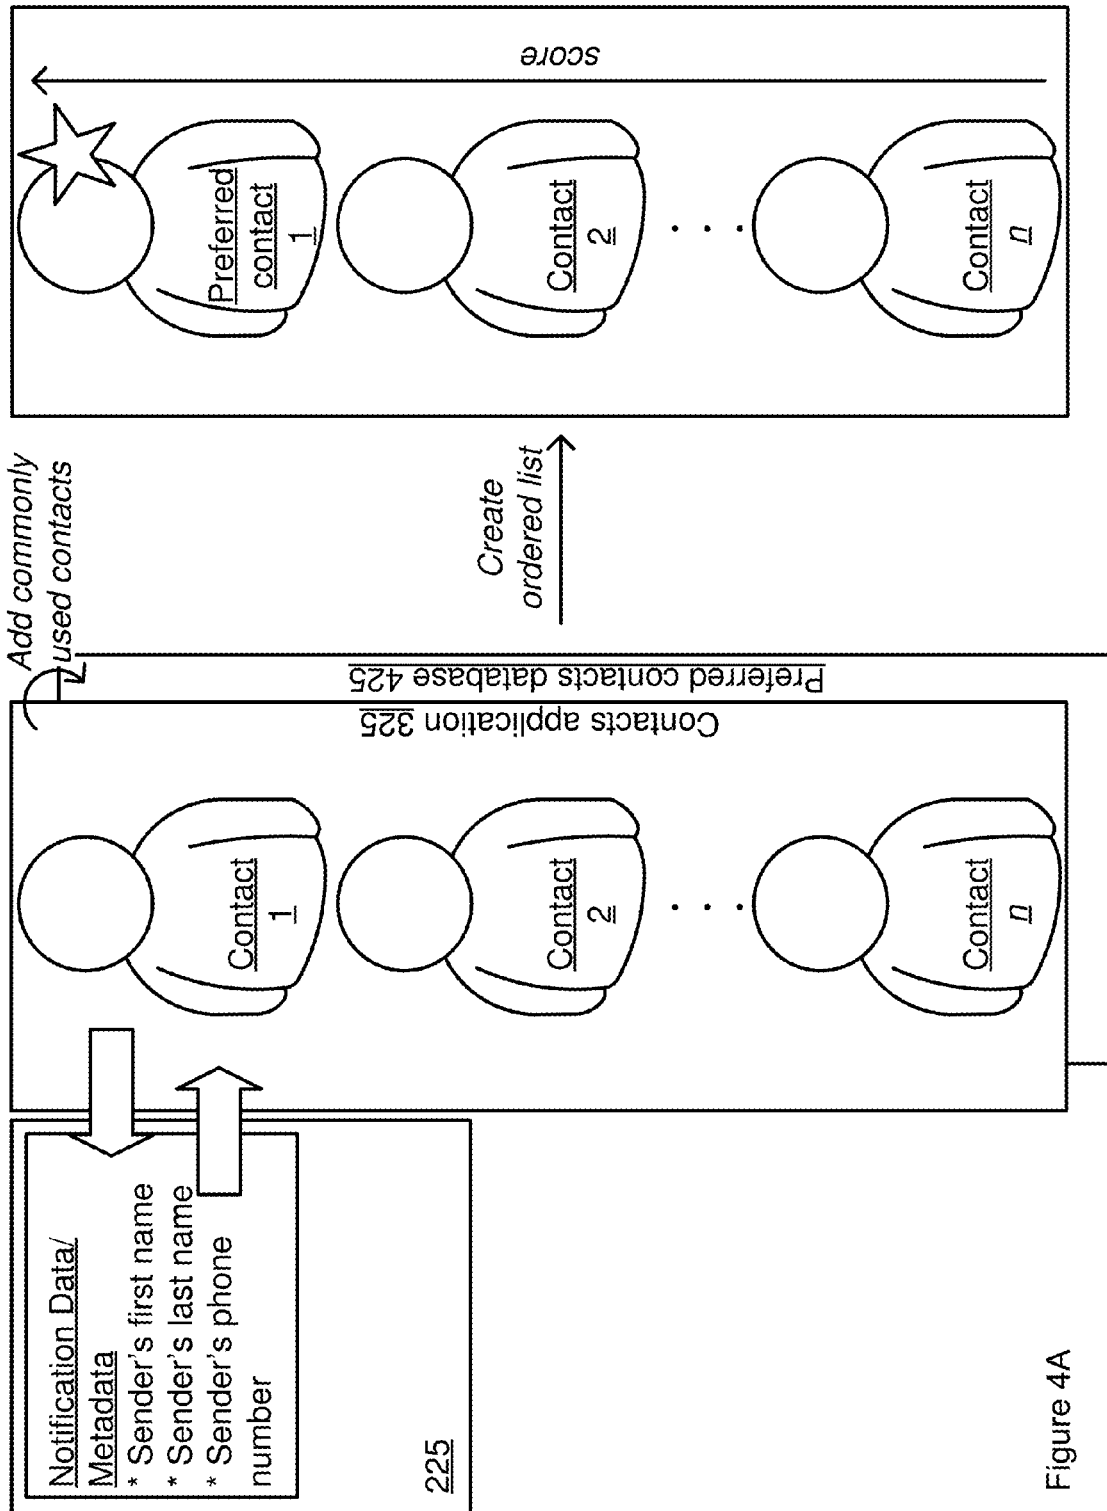 Notification Data/
Metadata
* Sender's first name
* Sender's last name
* Sender's phone
number
225
Contact
1
Contact
2
. . .
Contact
n
Contacts application 325
Preferred contacts database 425
Add commonly
used contacts
Create
ordered list
Preferred
contact
1
Contact
2
. . .
Contact
n
score
Figure 4A